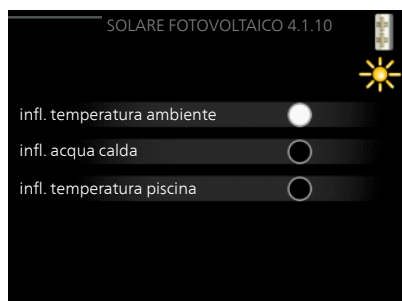 SOLARE FOTOVOLTAICO 4.1.10
infl. temperatura ambiente
infl. acqua calda
infl. temperatura piscina